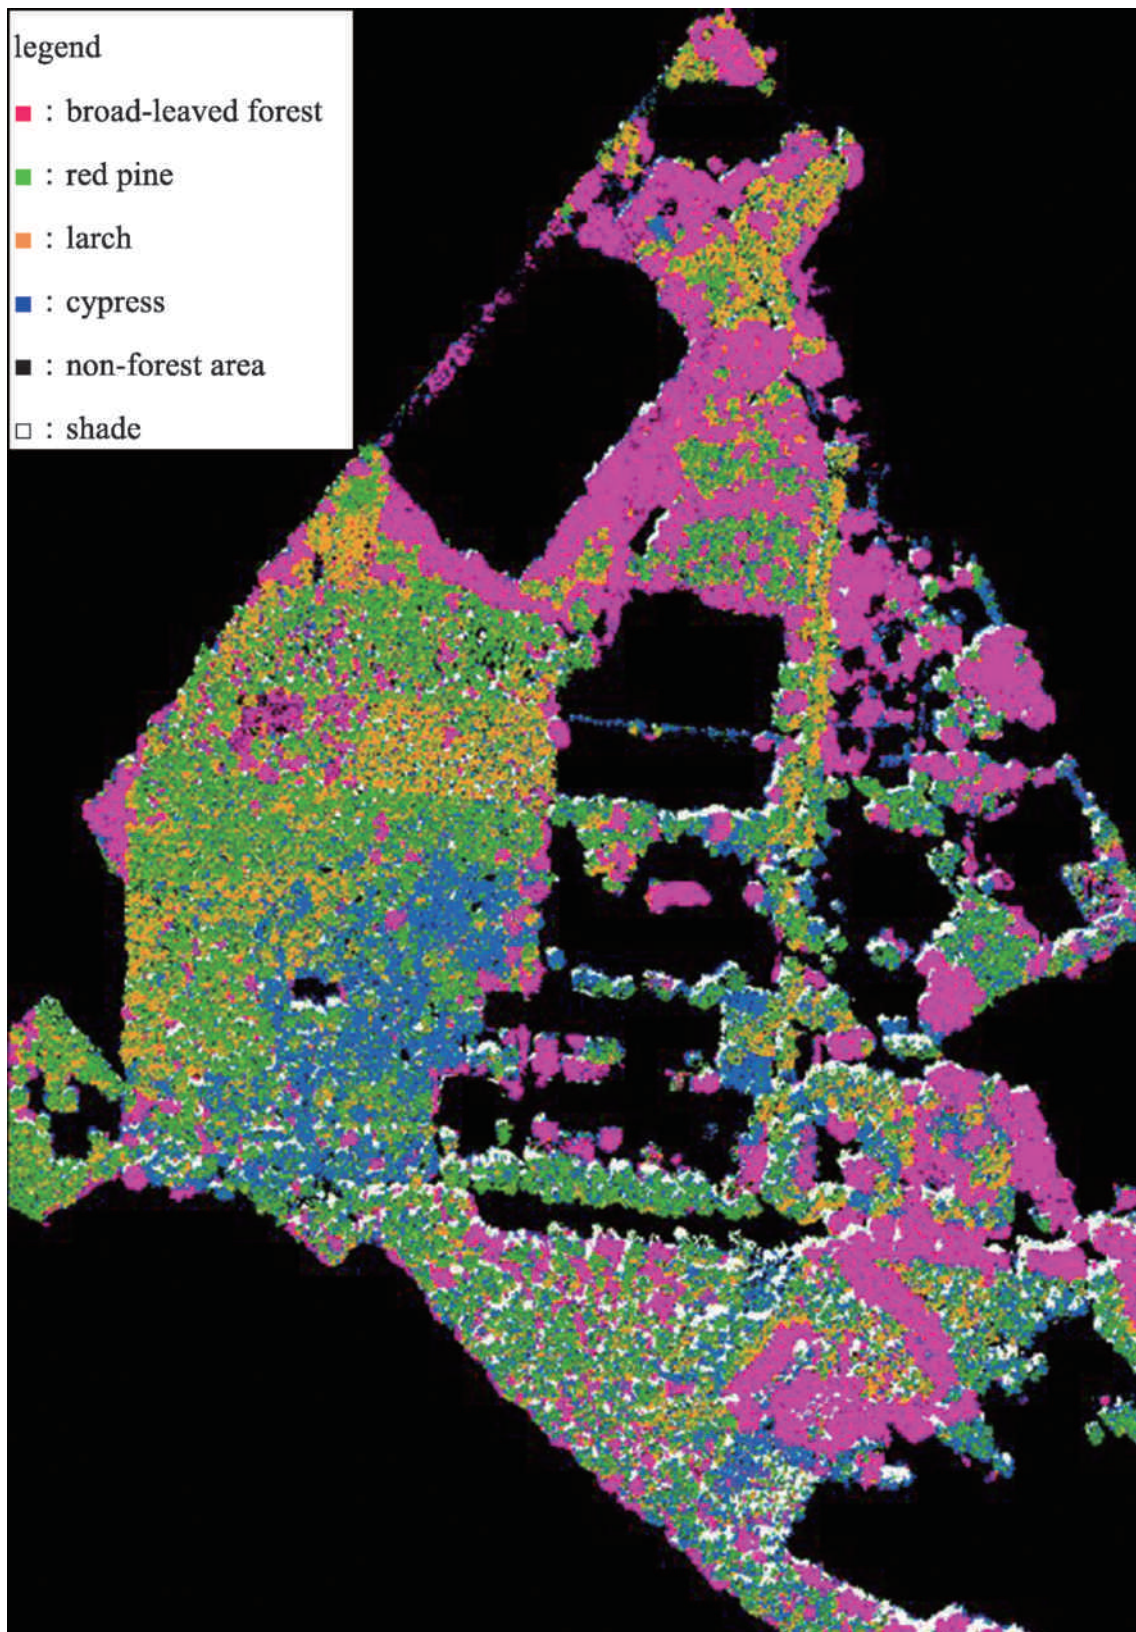 legend
■ : broad-leaved forest
■ : red pine
■ : larch
■ : cypress
■ : non-forest area
□ : shade